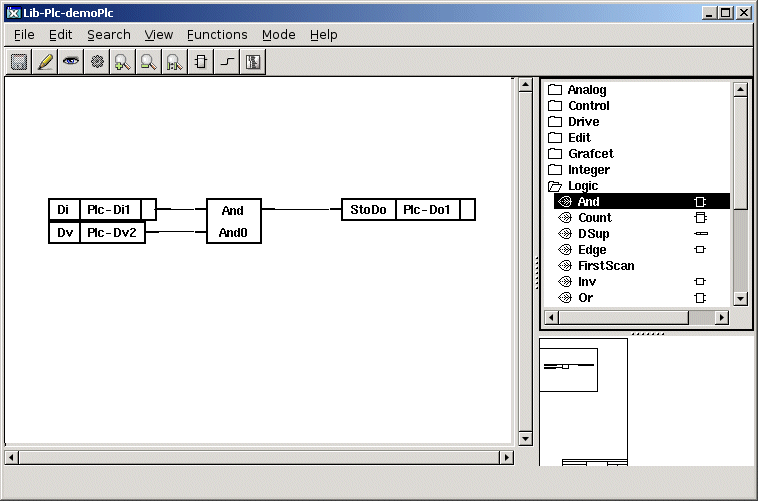 Lib-Plc-demoPlc
File Edit Search View Functions Mode Help
Analog
Control
Drive
Edit
Grafcet
Integer
Logic
And
Count
DSup
Edge
FirstScan
Inv
Or
Di Plc-Di1
Dv Plc-Dv2
And
And0
StoDo Plc-Do1